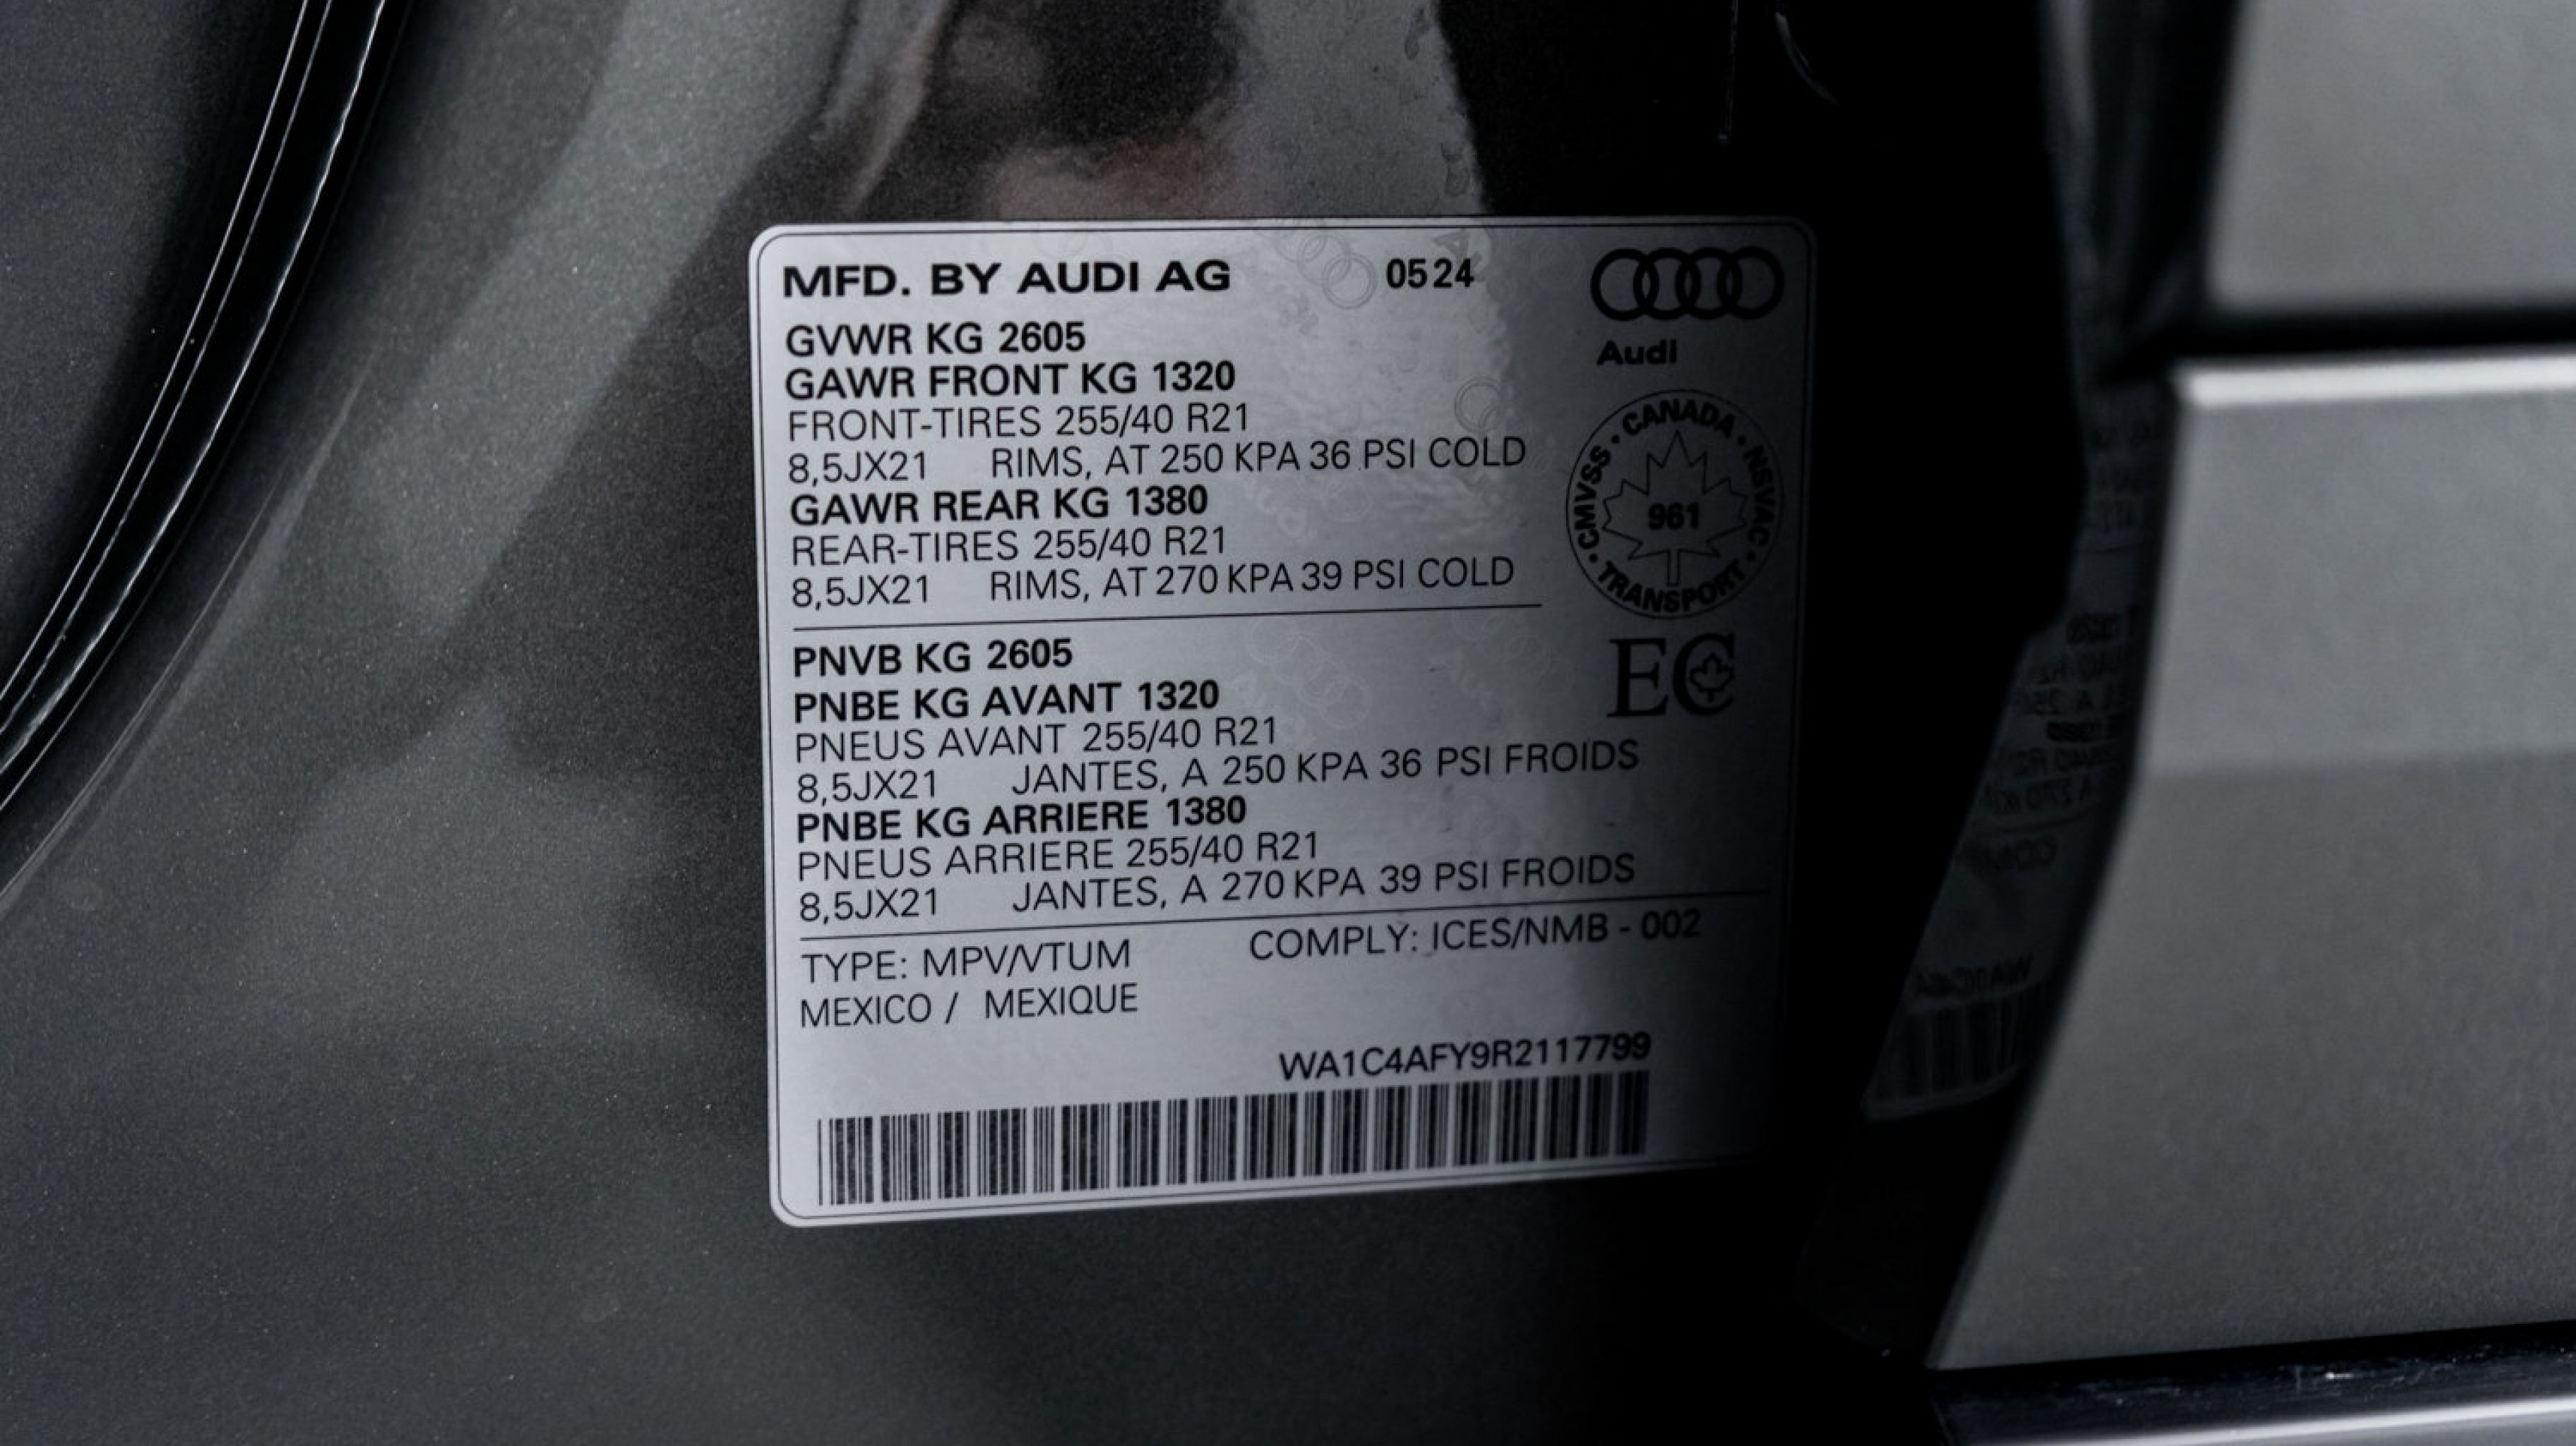 MFD. BY AUDI AG 0524
Audi
GVWR KG 2605
GAWR FRONT KG 1320
FRONT-TIRES 255/40 R21
8,5JX21 RIMS, AT 250 KPA 36 PSI COLD
GAWR REAR KG 1380
REAR-TIRES 255/40 R21
8,5JX21 RIMS, AT 270 KPA 39 PSI COLD
CANADA • NSVAC • TRANSPORT • CMVSS •
961
EC
PNVB KG 2605
PNBE KG AVANT 1320
PNEUS AVANT 255/40 R21
8,5JX21 JANTES, A 250 KPA 36 PSI FROIDS
PNBE KG ARRIERE 1380
PNEUS ARRIERE 255/40 R21
8,5JX21 JANTES, A 270 KPA 39 PSI FROIDS
TYPE: MPV/VTUM COMPLY: ICES/NMB - 002
MEXICO / MEXIQUE
WA1C4AFY9R2117799